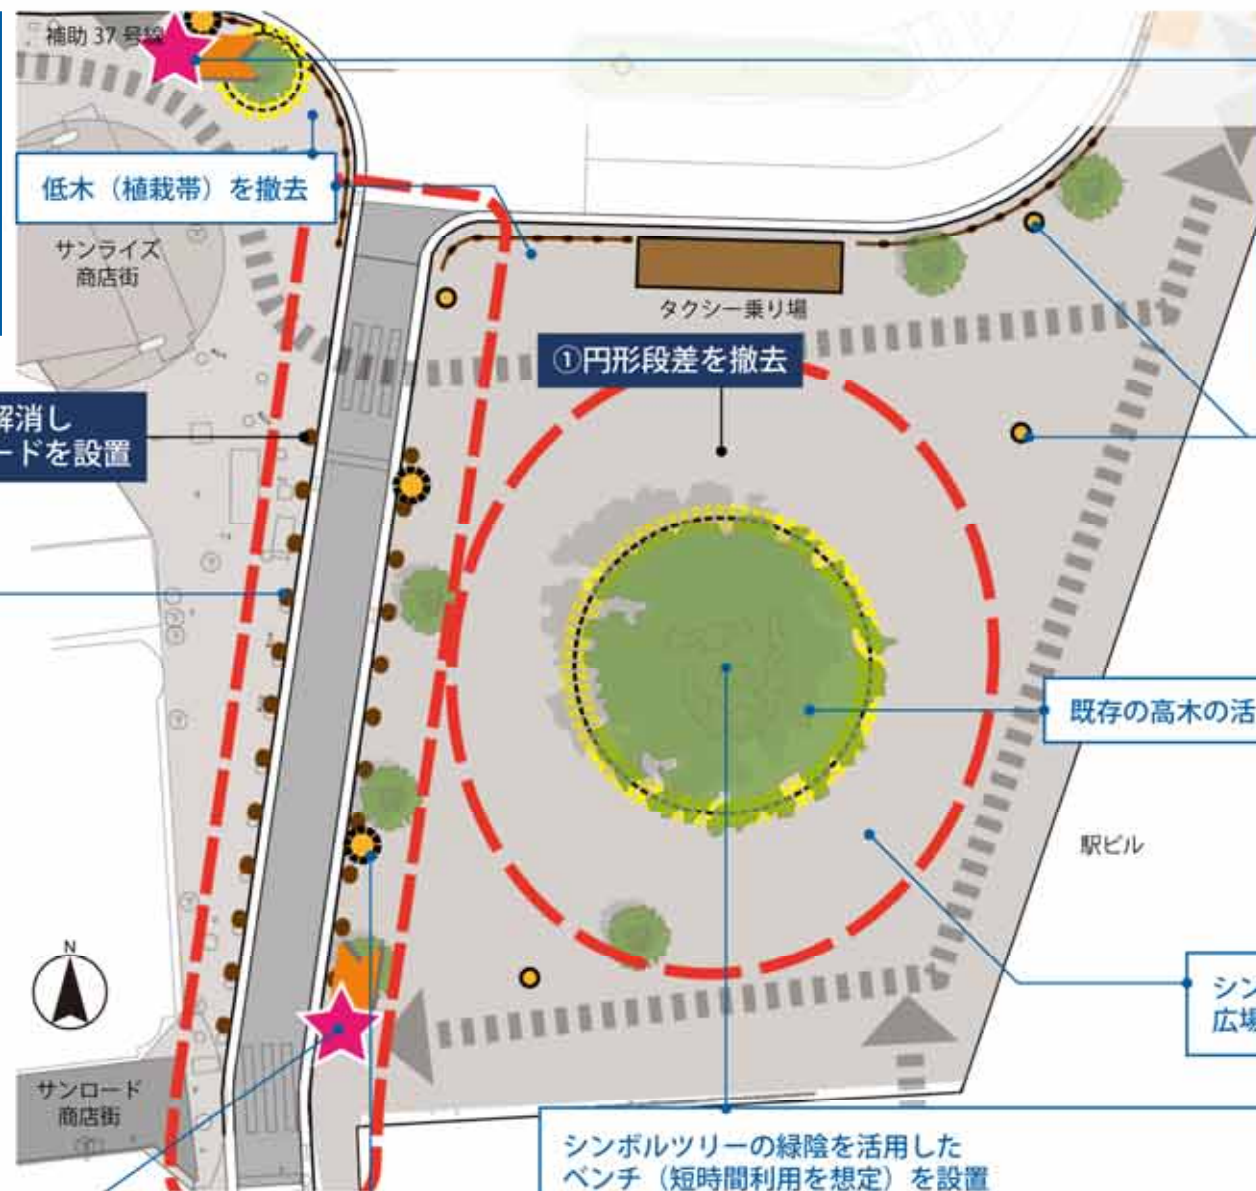 補助 37 号線
低木（植栽帯）を撤去
サンライズ
商店街
タクシー乗り場
①円形段差を撤去
解消し
ードを設置
既存の高木の活
駅ビル
N
シン
広場
サンロード
商店街
シンボルツリーの緑陰を活用した
ベンチ（短時間利用を想定）を設置